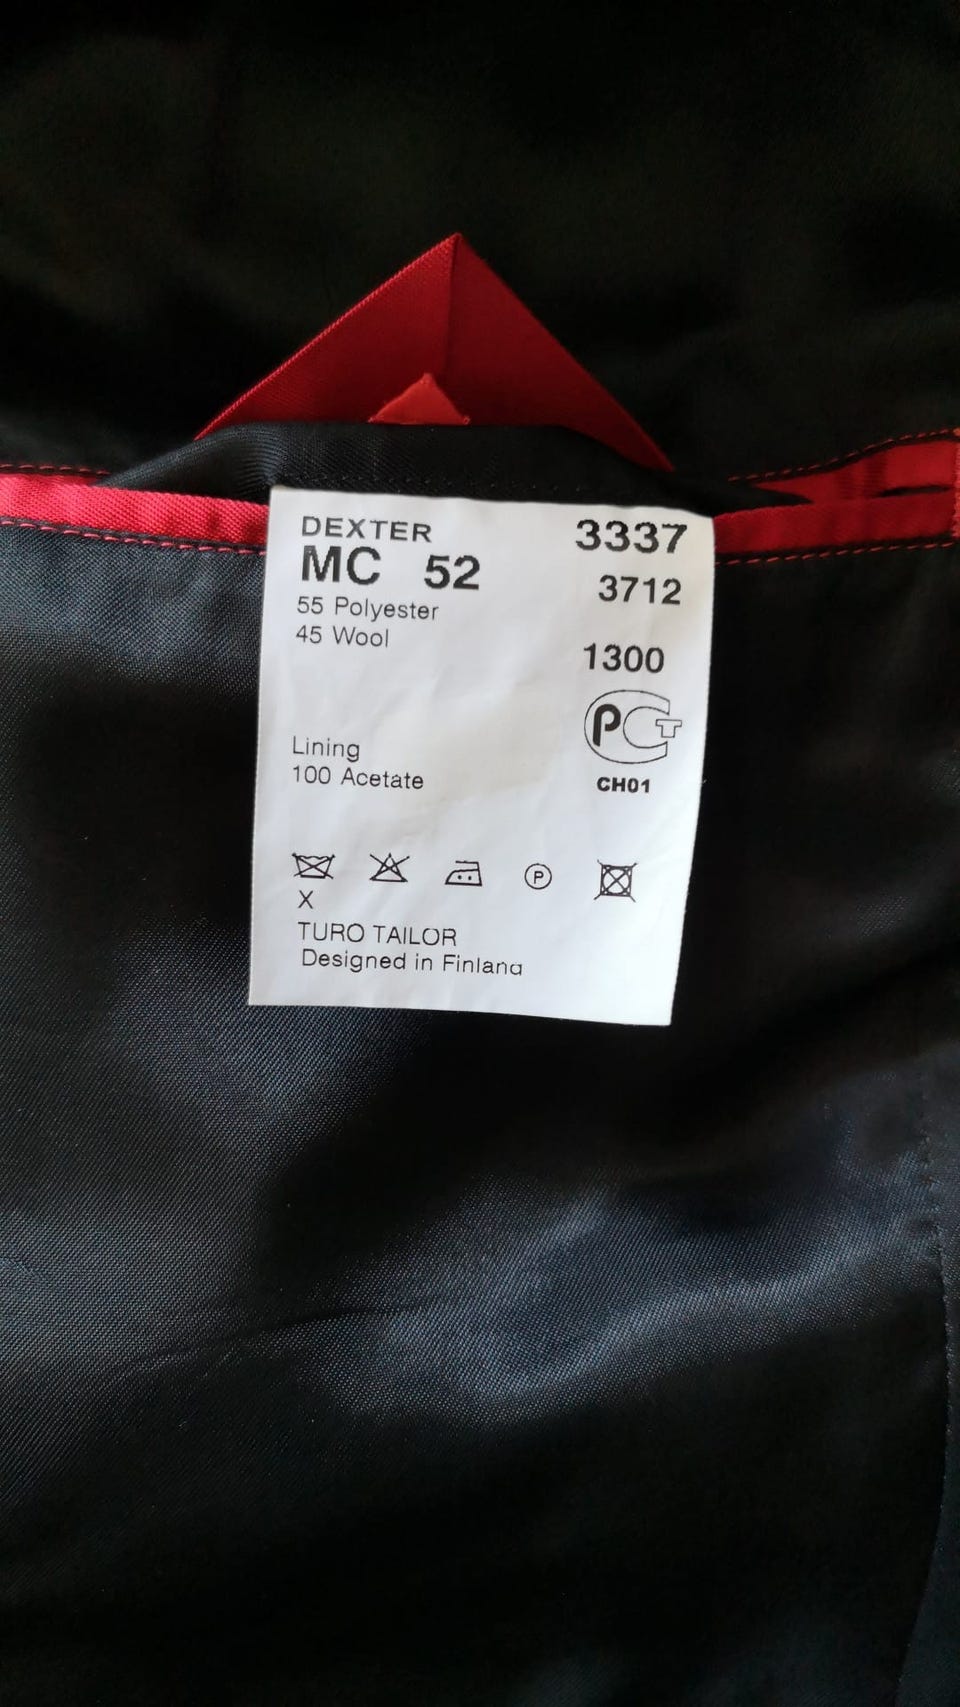 DEXTER 3337
MC 52 3712
55 Polyester
45 Wool
1300
PCT
Lining
100 Acetate
CH01
P
X
TURO TAILOR
Designed in Finland